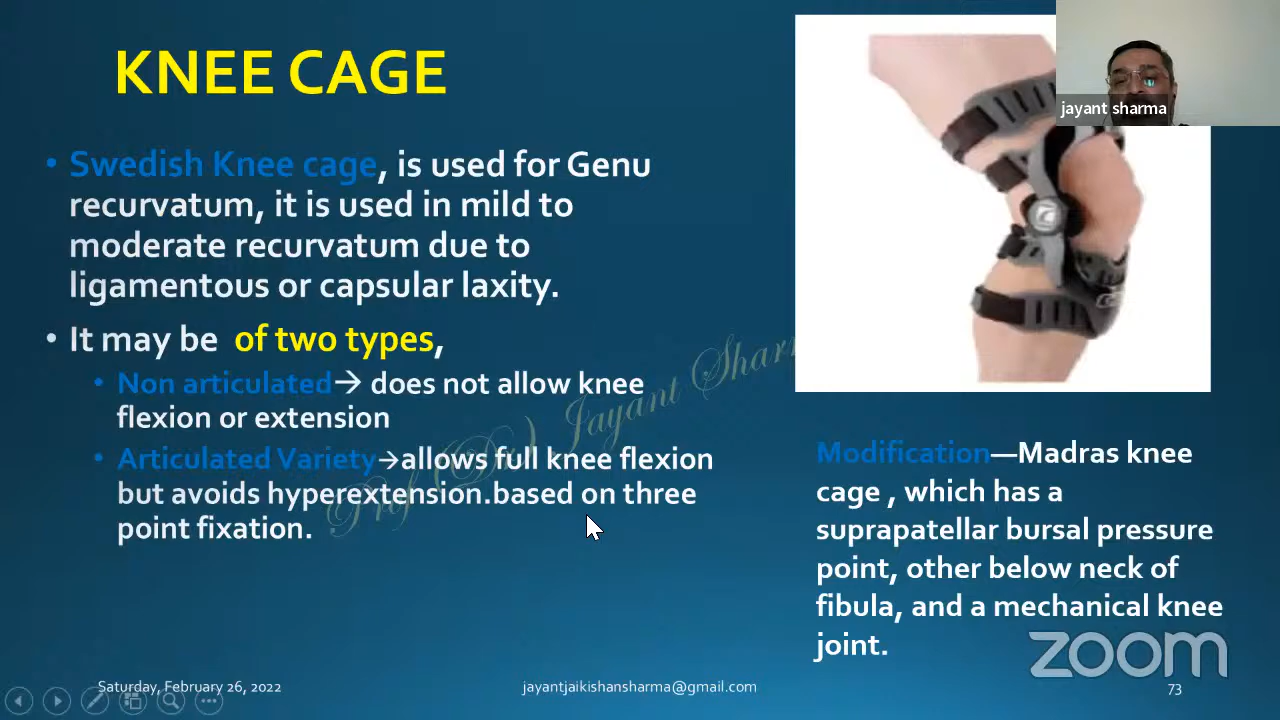 KNEE CAGE
jayant sharma
• Swedish Knee cage, is used for Genu
recurvatum, it is used in mild to
moderate recurvatum due to
ligamentous or capsular laxity.
• It may be of two types,
• Non articulated→ does not allow knee
flexion or extension
• Articulated Variety→allows full knee flexion
but avoids hyperextension.based on three
point fixation.
Prof (Dr.) Jayant Sharm
Modification—Madras knee
cage , which has a
suprapatellar bursal pressure
point, other below neck of
fibula, and a mechanical knee
joint.
zoom
Saturday, February 26, 2022
jayantjaikishansharma@gmail.com
73